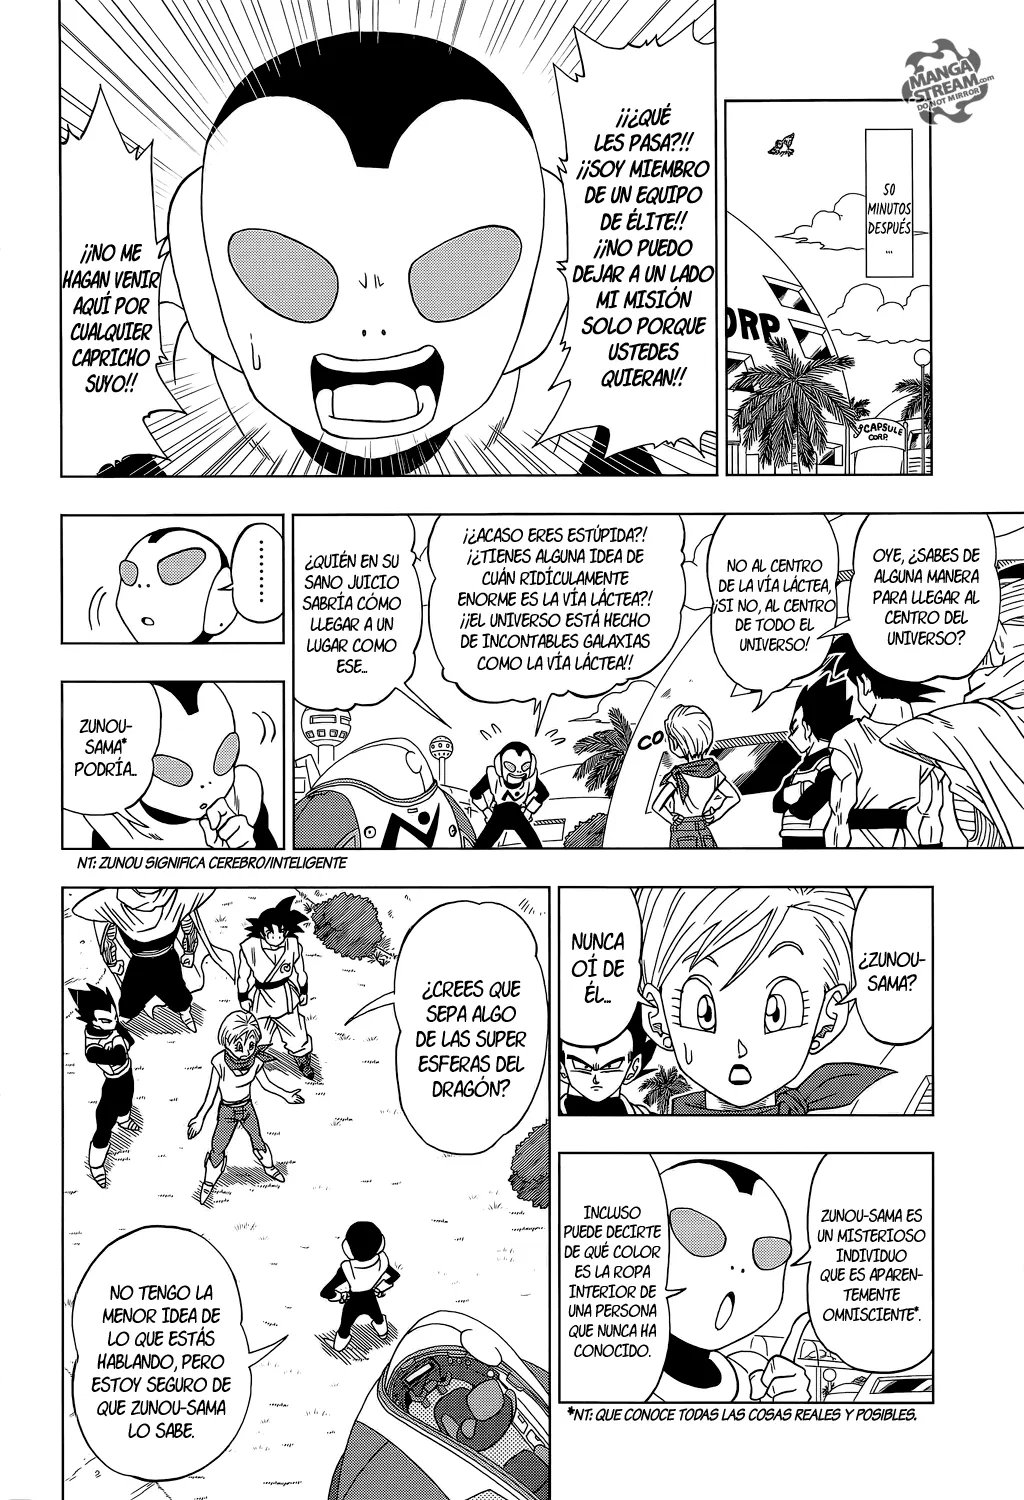 MANGA
STREAM.com
DO NOT MIRROR
50
MINUTOS
DESPUÉS
...
ORP
CAPSULE
CORP.
¡¡¿QUÉ
LES PASA?!!
¡¡SOY MIEMBRO
DE UN EQUIPO
DE ÉLITE!!
¡¡NO PUEDO
DEJAR A UN LADO
MI MISIÓN
SOLO PORQUE
USTEDES
QUIERAN!!
¡¡NO ME
HAGAN VENIR
AQUÍ POR
CUALQUIER
CAPRICHO
SUYO!!
OYE, ¿SABES DE
ALGUNA MANERA
PARA LLEGAR AL
CENTRO DEL
UNIVERSO?
NO AL CENTRO
DE LA VÍA LÁCTEA,
¡SI NO, AL CENTRO
DE TODO EL
UNIVERSO!
¡¿ACASO ERES ESTÚPIDA?!
¡¿TIENES ALGUNA IDEA DE
CUÁN RIDÍCULAMENTE
ENORME ES LA VÍA LÁCTEA?!
¡¡EL UNIVERSO ESTÁ HECHO
DE INCONTABLES GALAXIAS
COMO LA VÍA LÁCTEA!!
¿QUIÉN EN SU
SANO JUICIO
SABRÍA CÓMO
LLEGAR A UN
LUGAR COMO
ESE...
CO
........
ZUNOU-
SAMA*
PODRÍA...
NT: ZUNOU SIGNIFICA CEREBRO/INTELIGENTE
¿ZUNOU-
SAMA?
NUNCA
OÍ DE
ÉL...
ZUNOU-SAMA ES
UN MISTERIOSO
INDIVIDUO
QUE ES APAREN-
TEMENTE
OMNISCIENTE*.
INCLUSO
PUEDE DECIRTE
DE QUÉ COLOR
ES LA ROPA
INTERIOR DE
UNA PERSONA
QUE NUNCA HA
CONOCIDO.
*NT: QUE CONOCE TODAS LAS COSAS REALES Y POSIBLES.
¿CREES QUE
SEPA ALGO
DE LAS SUPER
ESFERAS DEL
DRAGÓN?
NO TENGO LA
MENOR IDEA DE
LO QUE ESTÁS
HABLANDO, PERO
ESTOY SEGURO DE
QUE ZUNOU-SAMA
LO SABE.